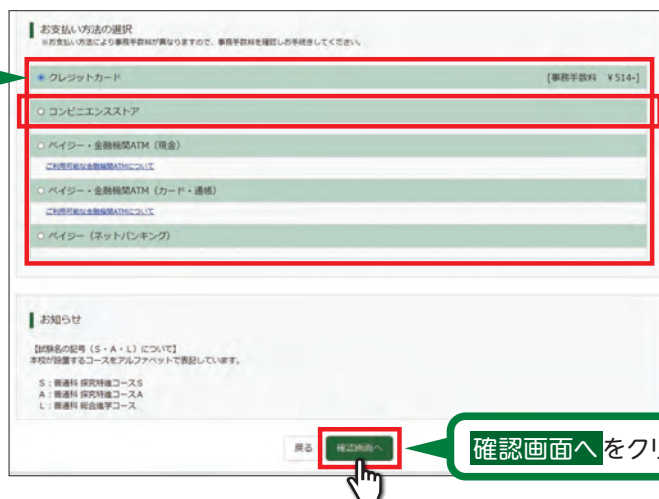 お支払い方法の選択
※お支払い方法により事務手数料が異なりますので、事務手数料を確認しお手続きしてください。
クレジットカード [事務手数料 ¥514-]
コンビニエンスストア
ペイジー・金融機関ATM（現金）
ご利用可能な金融機関ATMについて
ペイジー・金融機関ATM（カード・通帳）
ご利用可能な金融機関ATMについて
ペイジー（ネットバンキング）
お知らせ
【試験名の記号（S・A・L）について】
本校が設置するコースをアルファベットで表記しています。
S：普通科 探究特進コースS
A：普通科 探究特進コースA
L：普通科 総合進学コース
戻る 確認画面へ
確認画面へ をクリ